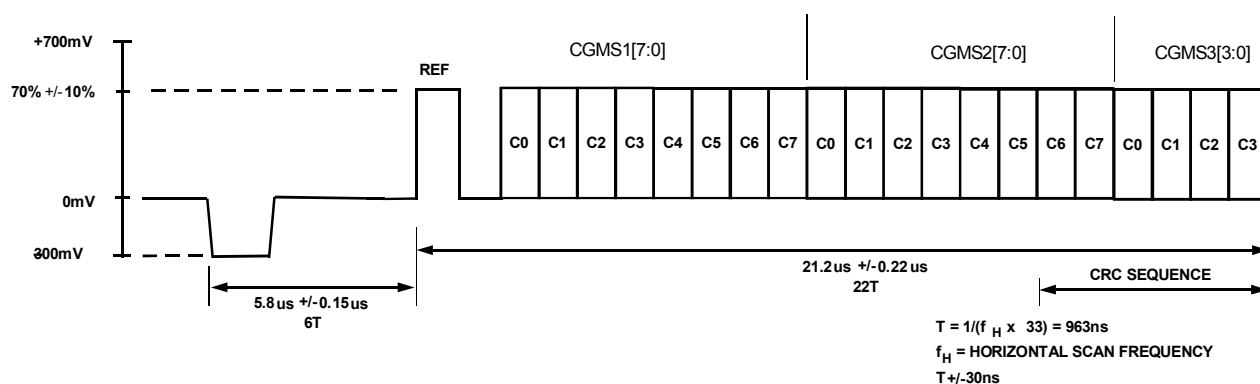 +700mV
CGMS1[7:0]
CGMS2[7:0]
CGMS3[3:0]
REF
70% +/- 10%
C0 C1 C2 C3 C4 C5 C6 C7 C0 C1 C2 C3 C4 C5 C6 C7 C0 C1 C2 C3
0mV
-300mV
21.2us +/-0.22us
22T
CRC SEQUENCE
5.8us +/-0.15us
6T
T = 1/(f H x 33) = 963ns
f H = HORIZONTAL SCAN FREQUENCY
T+/-30ns